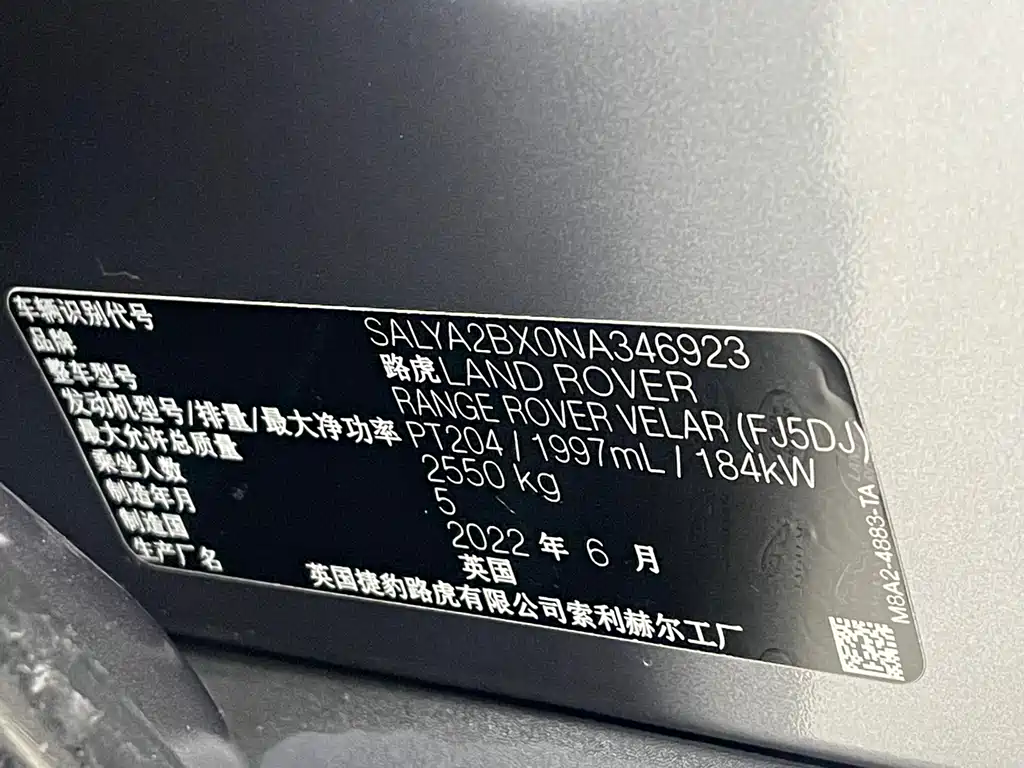 车辆识别代号 SALYA2BX0NA346923
品牌 路虎 LAND ROVER
整车型号 RANGE ROVER VELAR (FJ5DJ)
发动机型号/排量/最大净功率 PT204 / 1997mL / 184kW
最大允许总质量 2550 kg
乘坐人数 5
制造年月 2022 年 6 月
制造国 英国
生产厂名 英国捷豹路虎有限公司索利赫尔工厂
M8A2-4883-TA